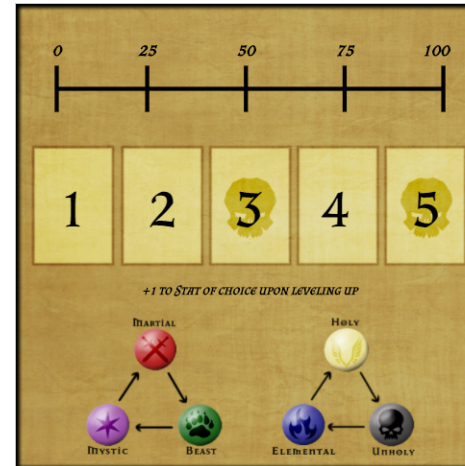 0 25 50 75 100
1 2 3 4 5
+1 to Stat of choice upon leveling up
Martial Holy
Mystic Beast Elemental Unholy